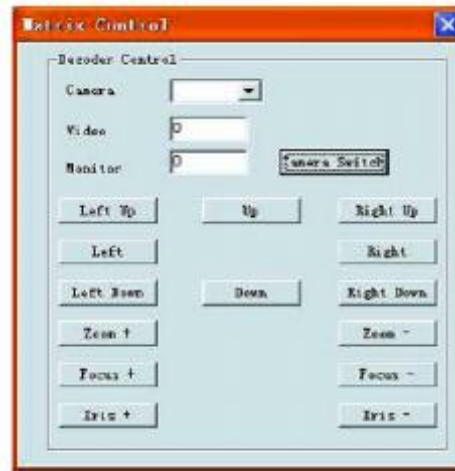 Matrix Control
Decoder Control
Camera
Video 0
Monitor 0 Camera Switch
Left Up Up Right Up
Left Right
Left Down Down Right Down
Zoom + Zoom -
Focus + Focus -
Iris + Iris -